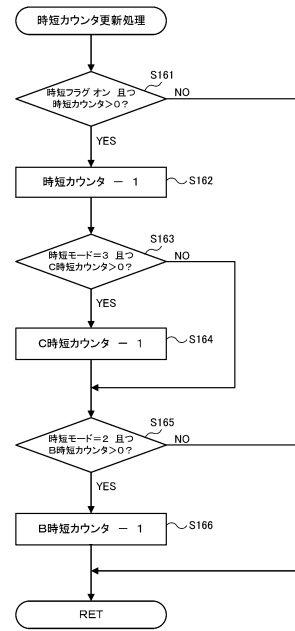 時短カウンタ更新処理
S161
時短フラグ オン 且つ
時短カウンタ>0?
NO
YES
時短カウンタ － 1
S162
S163
時短モード=3 且つ
C時短カウンタ>0?
NO
YES
C時短カウンタ － 1
S164
S165
時短モード=2 且つ
B時短カウンタ>0?
NO
YES
B時短カウンタ － 1
S166
RET